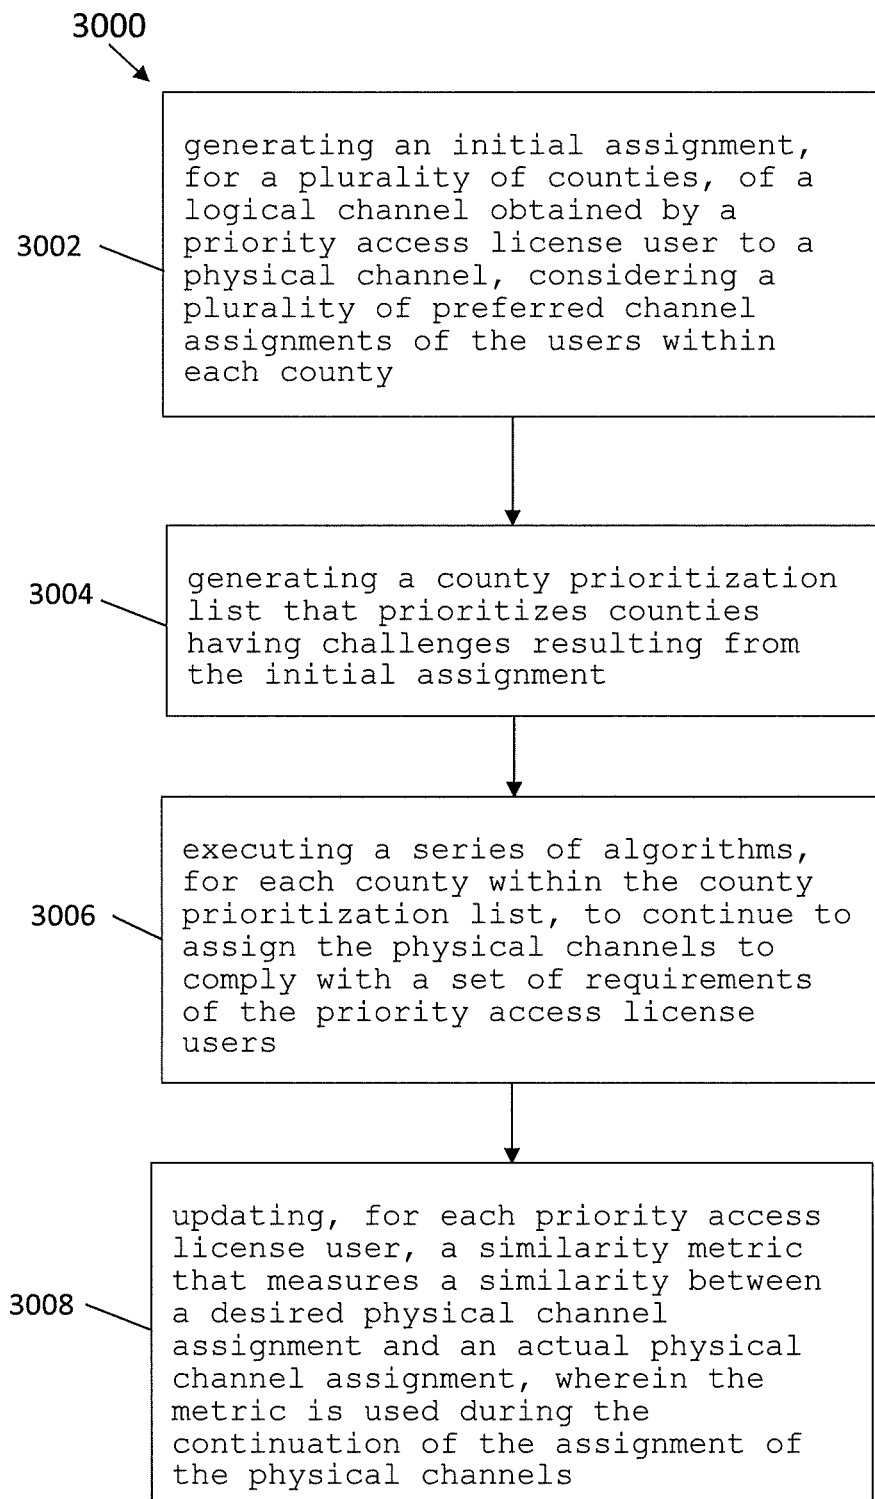 3000
generating an initial assignment,
for a plurality of counties, of a
logical channel obtained by a
priority access license user to a
physical channel, considering a
plurality of preferred channel
assignments of the users within
each county
3002
generating a county prioritization
list that prioritizes counties
having challenges resulting from
the initial assignment
3004
executing a series of algorithms,
for each county within the county
prioritization list, to continue to
assign the physical channels to
comply with a set of requirements
of the priority access license
users
3006
updating, for each priority access
license user, a similarity metric
that measures a similarity between
a desired physical channel
assignment and an actual physical
channel assignment, wherein the
metric is used during the
continuation of the assignment of
the physical channels
3008